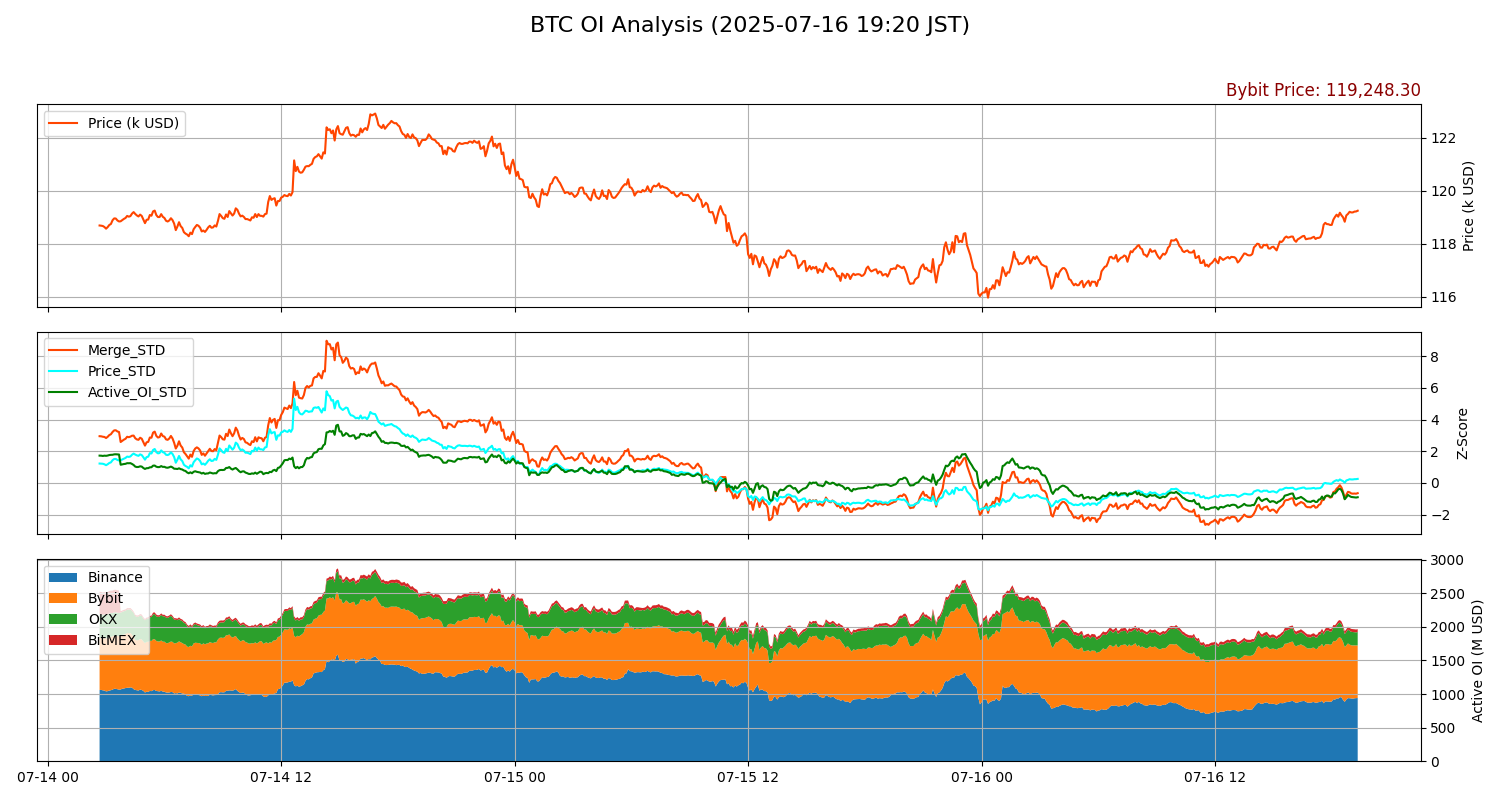 BTC OI Analysis (2025-07-16 19:20 JST)
Bybit Price: 119,248.30
Price (k USD)
122
120
118
116
Price (k USD)
Merge_STD
Price_STD
Active_OI_STD
8
6
4
2
0
−2
Z-Score
Binance
Bybit
OKX
BitMEX
3000
2500
2000
1500
1000
500
0
Active OI (M USD)
07-14 00
07-14 12
07-15 00
07-15 12
07-16 00
07-16 12